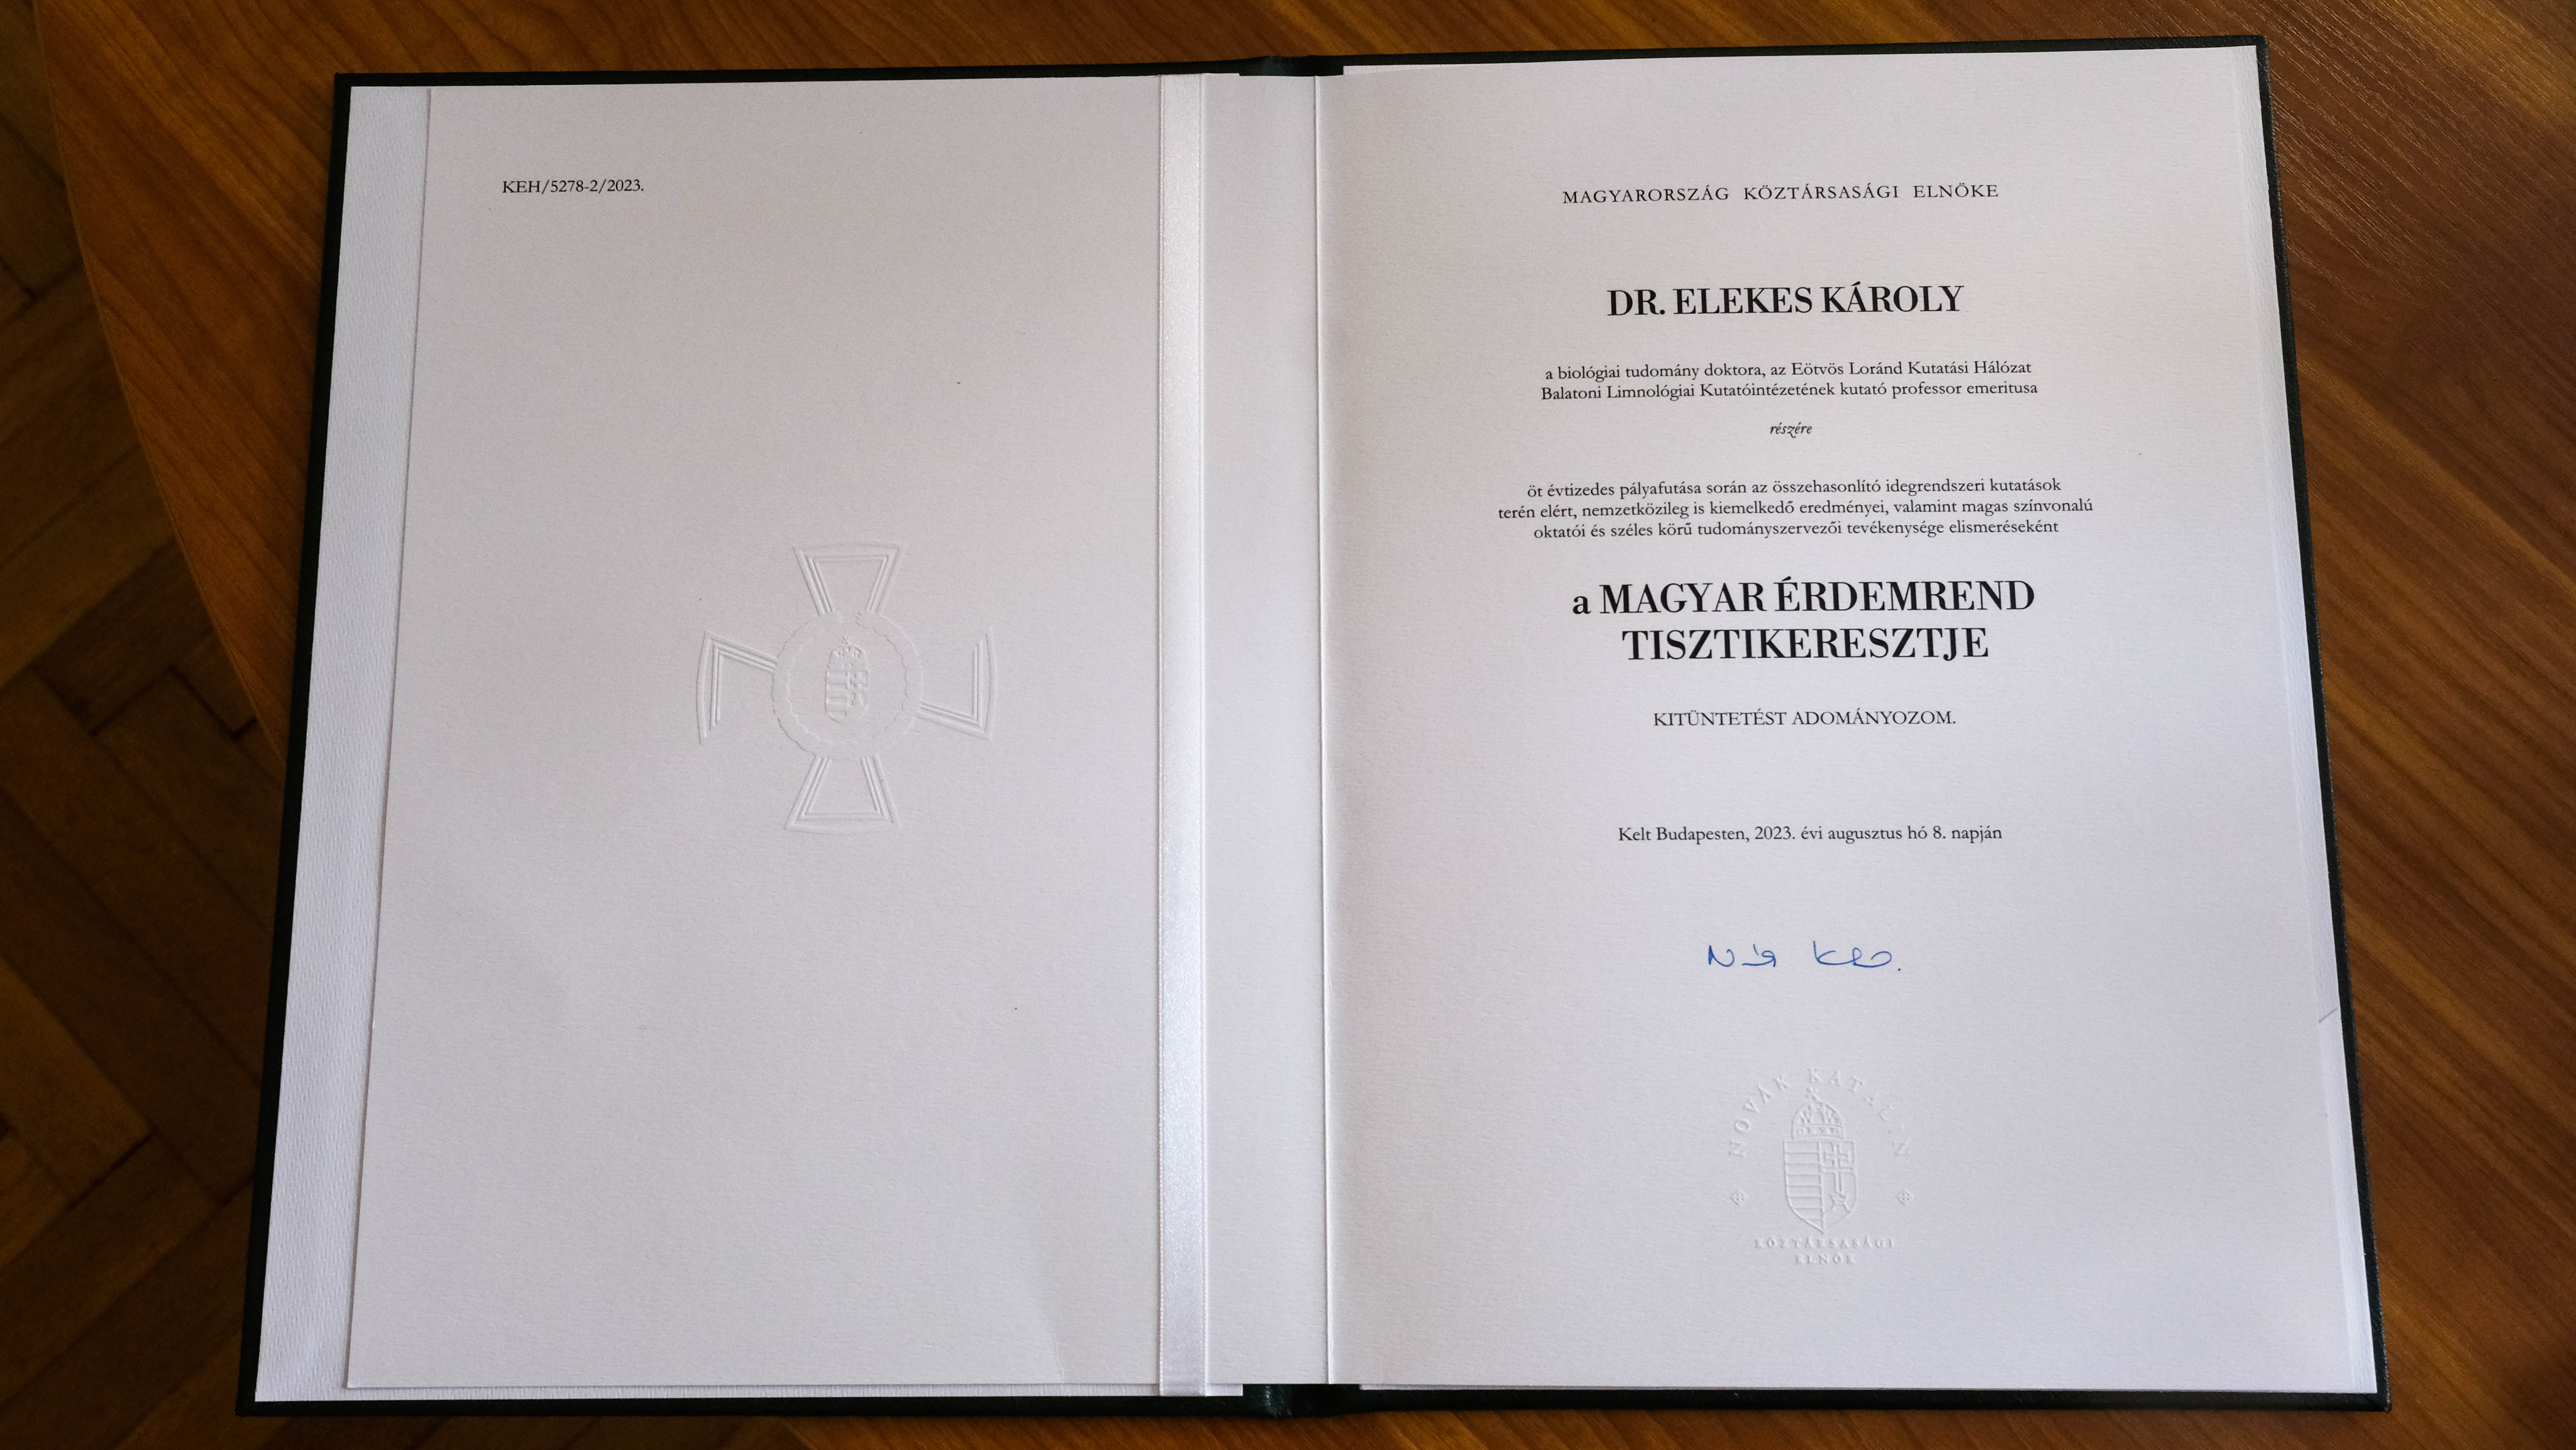 KEH/5278-2/2023.
MAGYARORSZÁG KÖZTÁRSASÁGI ELNÖKE
DR. ELEKES KÁROLY
a biológiai tudomány doktora, az Eötvös Loránd Kutatási Hálózat
Balatoni Limnológiai Kutatóintézetének kutató professor emeritusa
részére
öt évtizedes pályafutása során az összehasonlító idegrendszeri kutatások
terén elért, nemzetközileg is kiemelkedő eredményei, valamint magas színvonalú
oktatói és széles körű tudományszervezői tevékenysége elismeréseként
a MAGYAR ÉRDEMREND
TISZTIKERESZTJE
KITÜNTETÉST ADOMÁNYOZOM.
Kelt Budapesten, 2023. évi augusztus hó 8. napján
NOVÁK KATALIN
KÖZTÁRSASÁGI
ELNÖK